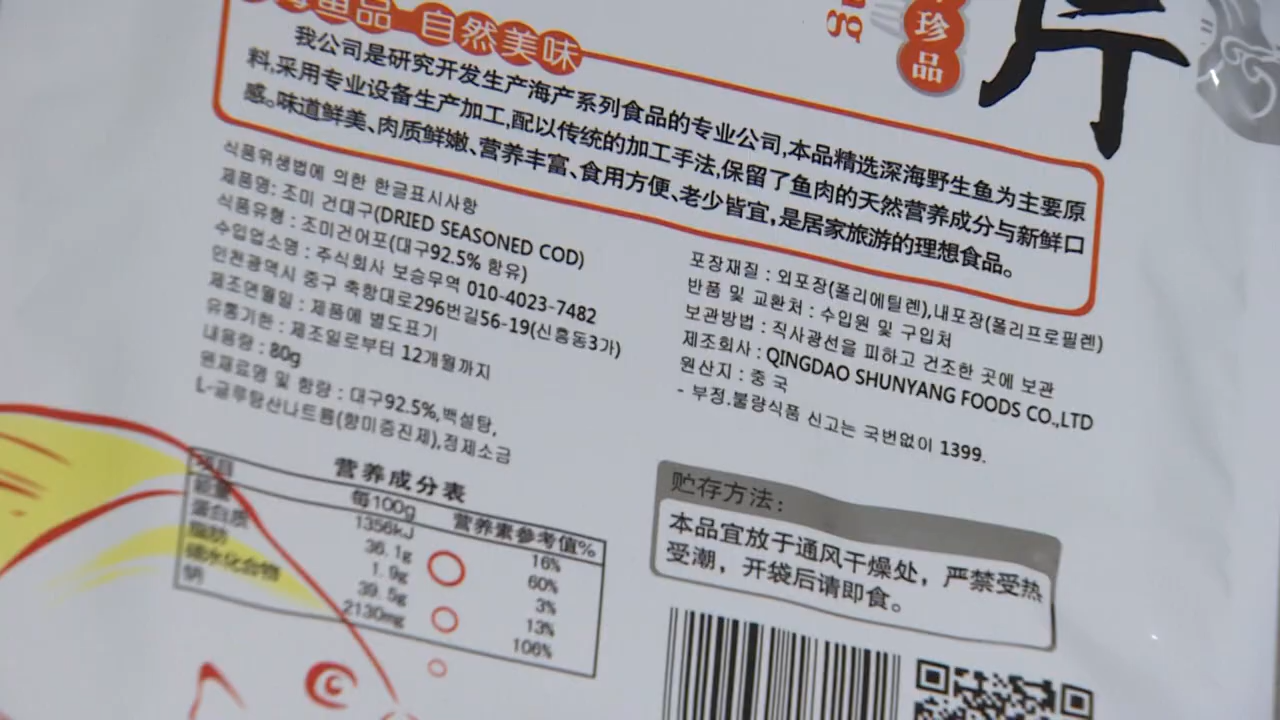 鱼品 自然美味
珍品
片
我公司是研究开发生产海产系列食品的专业公司,本品精选深海野生鱼为主要原
料,采用专业设备生产加工,配以传统的加工手法,保留了鱼肉的天然营养成分与新鲜口
感。味道鲜美、肉质鲜嫩、营养丰富、食用方便、老少皆宜,是居家旅游的理想食品。
식품위생법에 의한 한글표시사항
제품명: 조미 건대구(DRIED SEASONED COD)
식품유형 : 조미건어포(대구92.5% 함유)
수입업소명 : 주식회사 보승무역 010-4023-7482
인천광역시 중구 축항대로296번길56-19(신흥동3가)
제조연월일 : 제품에 별도표기
유통기한 : 제조일로부터 12개월까지
내용량 : 80g
원재료명 및 함량 : 대구92.5%,백설탕,
L-글루탐산나트륨(향미증진제),정제소금
포장재질 : 외포장(폴리에틸렌),내포장(폴리프로필렌)
반품 및 교환처 : 수입원 및 구입처
보관방법 : 직사광선을 피하고 건조한 곳에 보관
제조회사 : QINGDAO SHUNYANG FOODS CO.,LTD
원산지 : 중 국
- 부정.불량식품 신고는 국번없이 1399.
营养成分表
项目 每100g 营养素参考值%
能量 1356kJ 16%
蛋白质 36.1g 60%
脂肪 1.9g 3%
碳水化合物 39.5g 13%
钠 2130mg 106%
贮存方法:
本品宜放于通风干燥处，严禁受热
受潮，开袋后请即食。